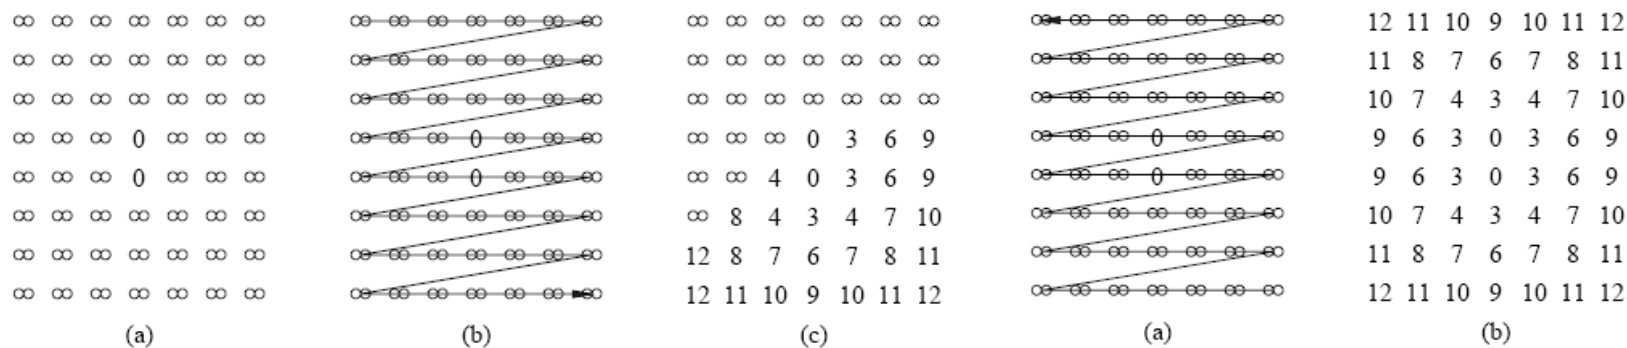 ∞ ∞ ∞ ∞ ∞ ∞ ∞
∞ ∞ ∞ ∞ ∞ ∞ ∞
∞ ∞ ∞ ∞ ∞ ∞ ∞
∞ ∞ ∞ 0 ∞ ∞ ∞
∞ ∞ ∞ 0 ∞ ∞ ∞
∞ ∞ ∞ ∞ ∞ ∞ ∞
∞ ∞ ∞ ∞ ∞ ∞ ∞
∞ ∞ ∞ ∞ ∞ ∞ ∞
(a)
∞ ∞ ∞ ∞ ∞ ∞ ∞
∞ ∞ ∞ ∞ ∞ ∞ ∞
∞ ∞ ∞ ∞ ∞ ∞ ∞
∞ ∞ ∞ 0 ∞ ∞ ∞
∞ ∞ ∞ 0 ∞ ∞ ∞
∞ ∞ ∞ ∞ ∞ ∞ ∞
∞ ∞ ∞ ∞ ∞ ∞ ∞
∞ ∞ ∞ ∞ ∞ ∞ ∞
(b)
∞ ∞ ∞ ∞ ∞ ∞ ∞
∞ ∞ ∞ ∞ ∞ ∞ ∞
∞ ∞ ∞ ∞ ∞ ∞ ∞
∞ ∞ ∞ 0 3 6 9
∞ ∞ 4 0 3 6 9
∞ 8 4 3 4 7 10
12 8 7 6 7 8 11
12 11 10 9 10 11 12
(c)
∞ ∞ ∞ ∞ ∞ ∞ ∞
∞ ∞ ∞ ∞ ∞ ∞ ∞
∞ ∞ ∞ ∞ ∞ ∞ ∞
∞ ∞ ∞ 0 ∞ ∞ ∞
∞ ∞ ∞ 0 ∞ ∞ ∞
∞ ∞ ∞ ∞ ∞ ∞ ∞
∞ ∞ ∞ ∞ ∞ ∞ ∞
∞ ∞ ∞ ∞ ∞ ∞ ∞
(a)
12 11 10 9 10 11 12
11 8 7 6 7 8 11
10 7 4 3 4 7 10
9 6 3 0 3 6 9
9 6 3 0 3 6 9
10 7 4 3 4 7 10
11 8 7 6 7 8 11
12 11 10 9 10 11 12
(b)